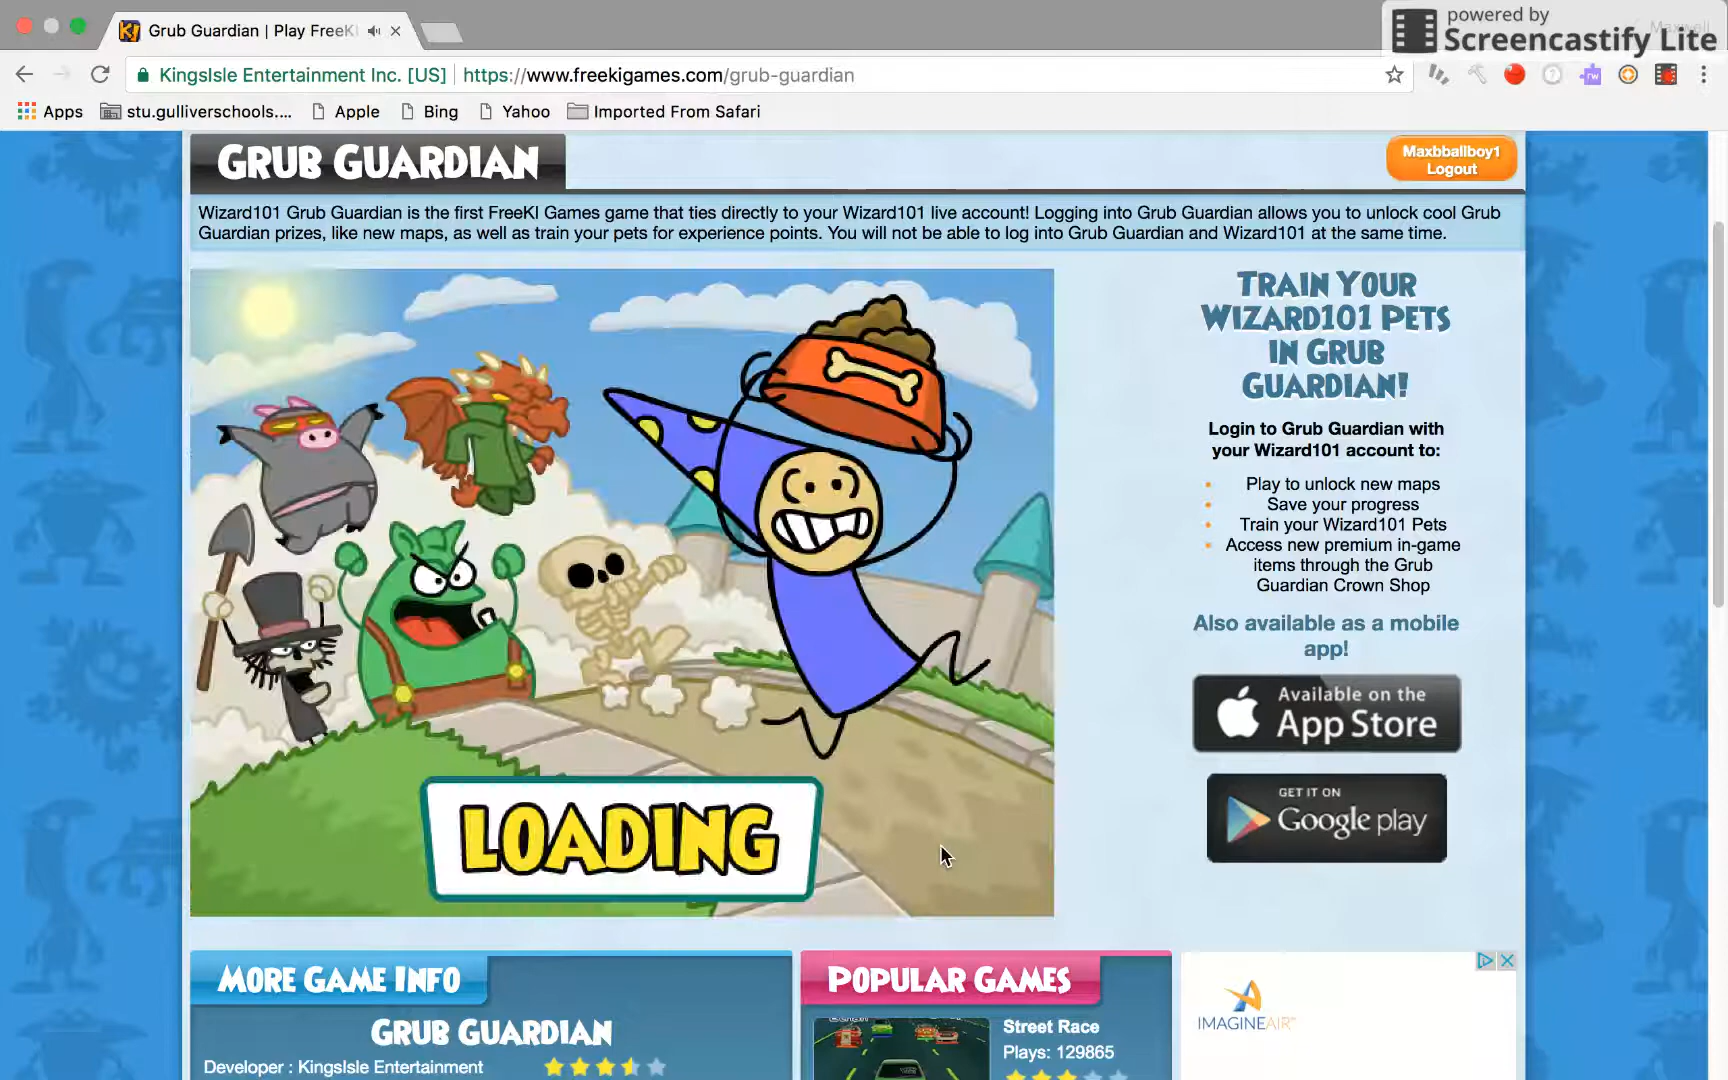 Grub Guardian | Play FreeKI
powered by
Screencastify Lite
KingsIsle Entertainment Inc. [US]
https://www.freekigames.com/grub-guardian
Apps
stu.gulliverschools....
Apple
Bing
Yahoo
Imported From Safari
GRUB GUARDIAN
Maxbballboy1
Logout
Wizard101 Grub Guardian is the first FreeKI Games game that ties directly to your Wizard101 live account! Logging into Grub Guardian allows you to unlock cool Grub
Guardian prizes, like new maps, as well as train your pets for experience points. You will not be able to log into Grub Guardian and Wizard101 at the same time.
LOADING
TRAIN YOUR
WIZARD101 PETS
IN GRUB
GUARDIAN!
Login to Grub Guardian with
your Wizard101 account to:
Play to unlock new maps
Save your progress
Train your Wizard101 Pets
Access new premium in-game
items through the Grub
Guardian Crown Shop
Also available as a mobile
app!
Available on the
App Store
GET IT ON
Google play
MORE GAME INFO
GRUB GUARDIAN
Developer : KingsIsle Entertainment
POPULAR GAMES
Street Race
Plays: 129865
IMAGINEAIR